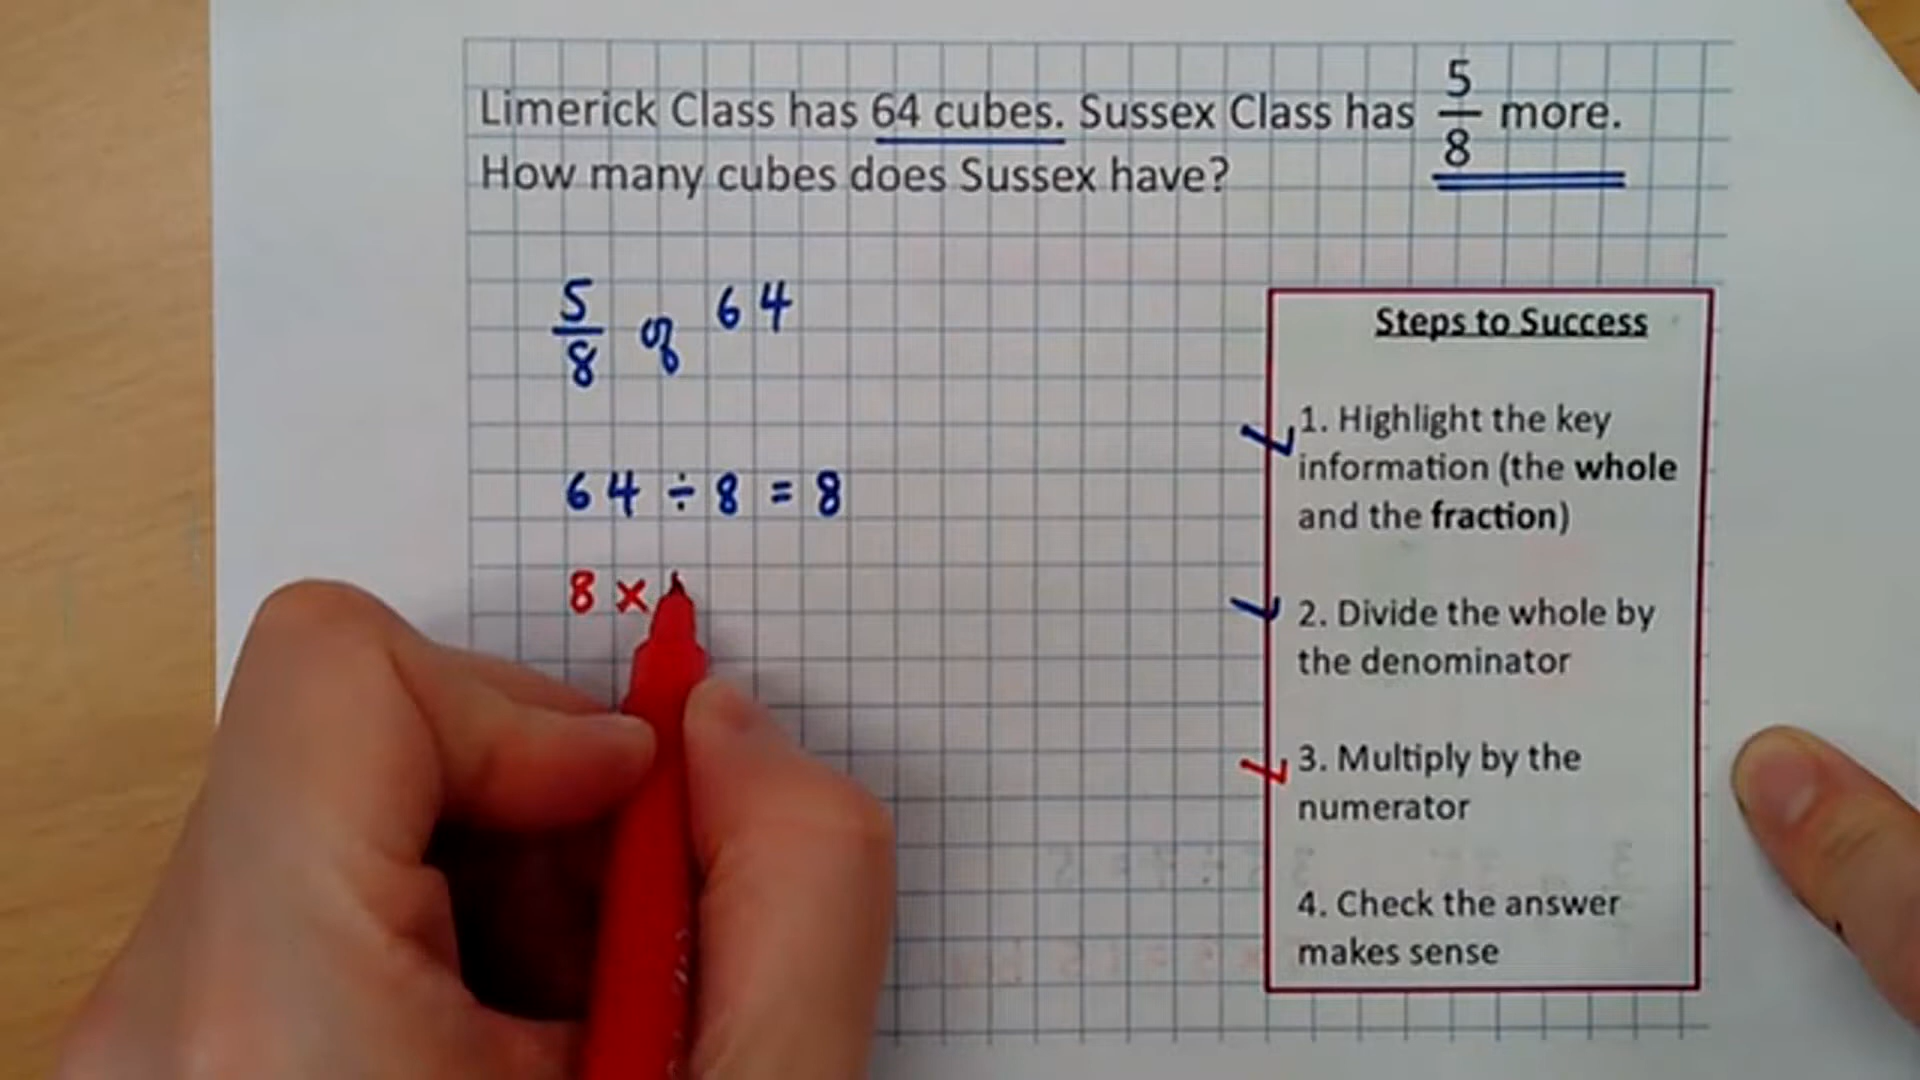 Limerick Class has 64 cubes. Sussex Class has 5/8 more.
How many cubes does Sussex have?
5/8 of 64
64 ÷ 8 = 8
8 ×
Steps to Success
1. Highlight the key
information (the whole
and the fraction)
2. Divide the whole by
the denominator
3. Multiply by the
numerator
4. Check the answer
makes sense